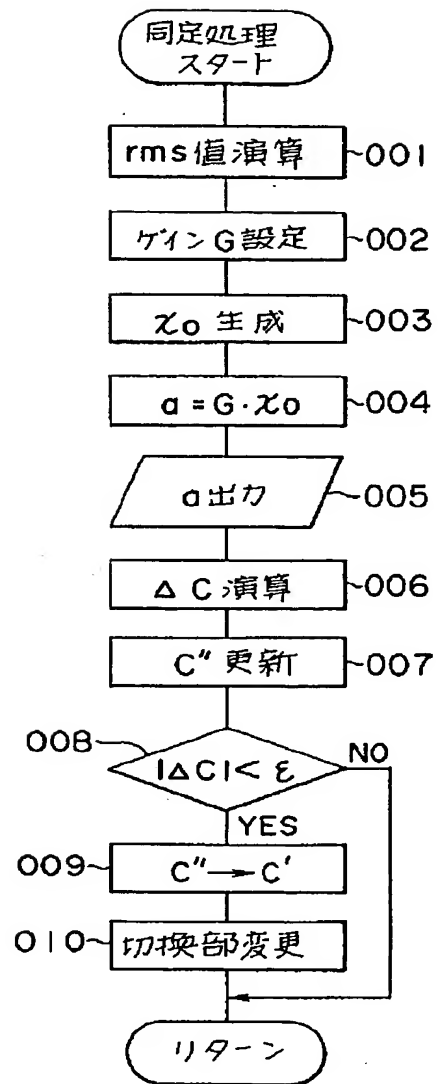 同定処理
スタート
rms値演算 001
ゲインG設定 002
x₀ 生成 003
a = G・x₀ 004
a出力 005
ΔC 演算 006
C″ 更新 007
008
|ΔC| < ε
NO
YES
009 C″→C′
010 切換部変更
リターン